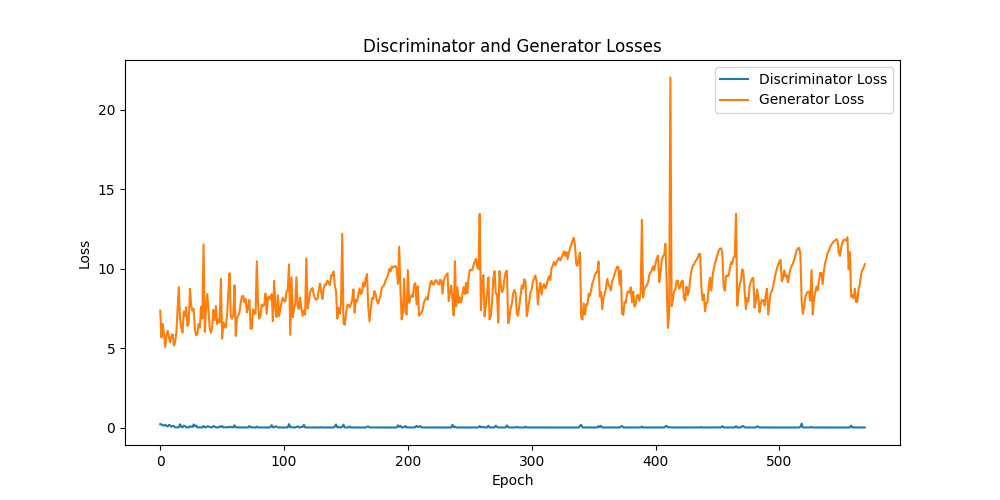 Discriminator and Generator Losses
Discriminator Loss
Generator Loss
Loss
20
15
10
5
0
0 100 200 300 400 500
Epoch